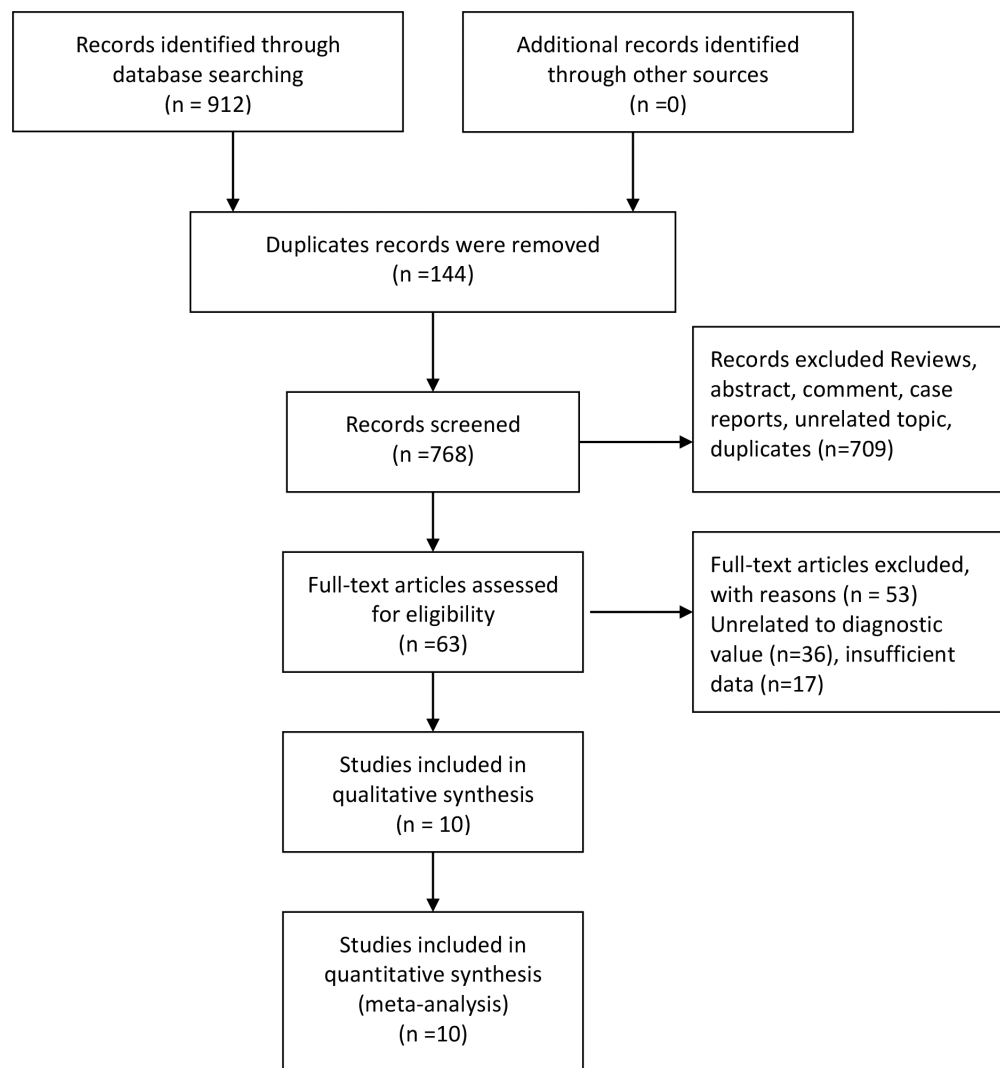 Records identified through
database searching
(n = 912)
Additional records identified
through other sources
(n =0)
Duplicates records were removed
(n =144)
Records screened
(n =768)
Records excluded Reviews,
abstract, comment, case
reports, unrelated topic,
duplicates (n=709)
Full-text articles assessed
for eligibility
(n =63)
Full-text articles excluded,
with reasons (n = 53)
Unrelated to diagnostic
value (n=36), insufficient
data (n=17)
Studies included in
qualitative synthesis
(n = 10)
Studies included in
quantitative synthesis
(meta-analysis)
(n =10)